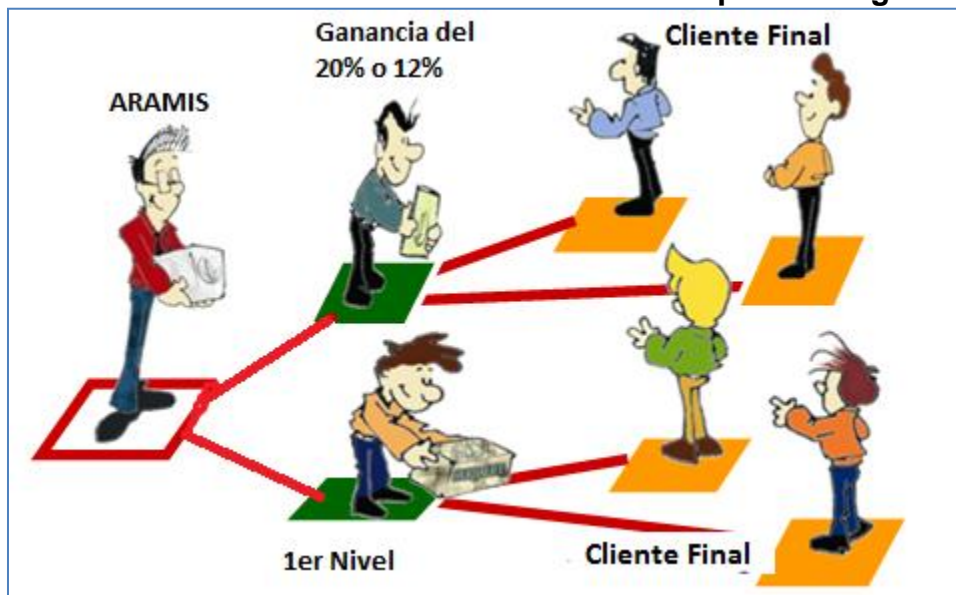 Ganancia del
20% o 12%
Cliente Final
ARAMIS
1er Nivel
Cliente Final